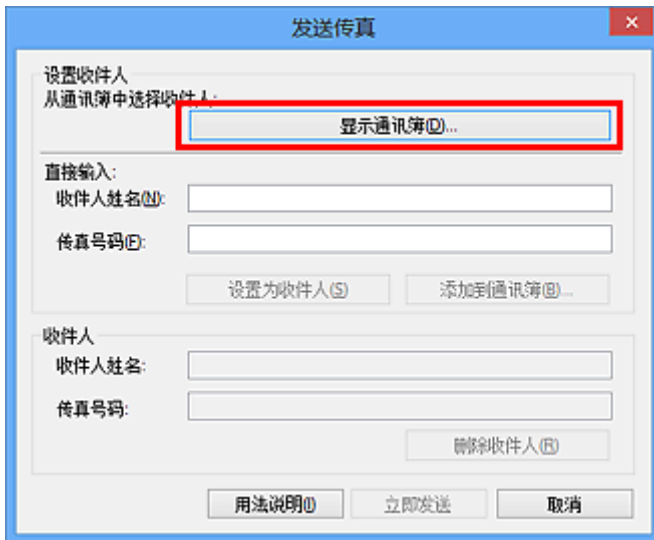 发送传真
设置收件人
从通讯簿中选择收件人:
显示通讯簿(D)...
直接输入:
收件人姓名(N):
传真号码(F):
设置为收件人(S)
添加到通讯簿(B)...
收件人
收件人姓名:
传真号码:
删除收件人(R)
用法说明(I)
立即发送
取消